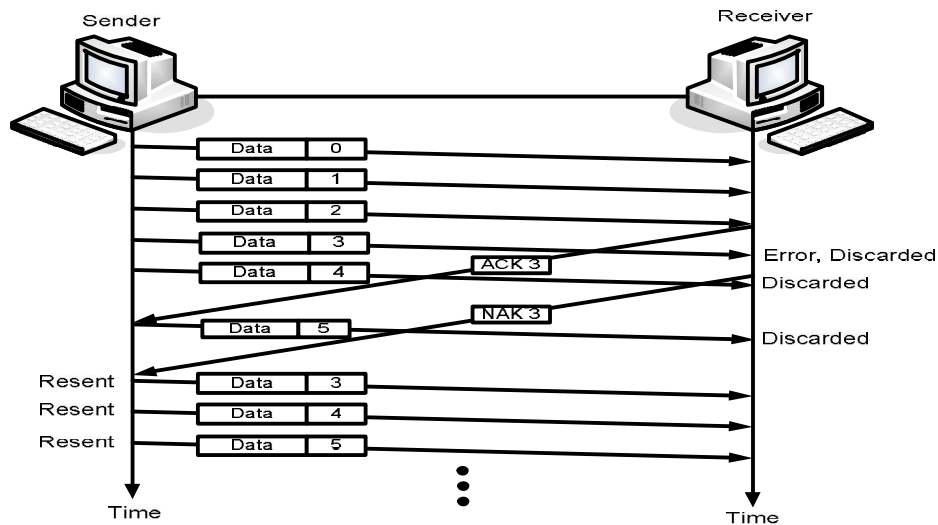 Sender
Receiver
Data 0
Data 1
Data 2
Data 3
Error, Discarded
ACK 3
Data 4
Discarded
NAK 3
Data 5
Discarded
Resent
Data 3
Resent
Data 4
Resent
Data 5
Time
Time